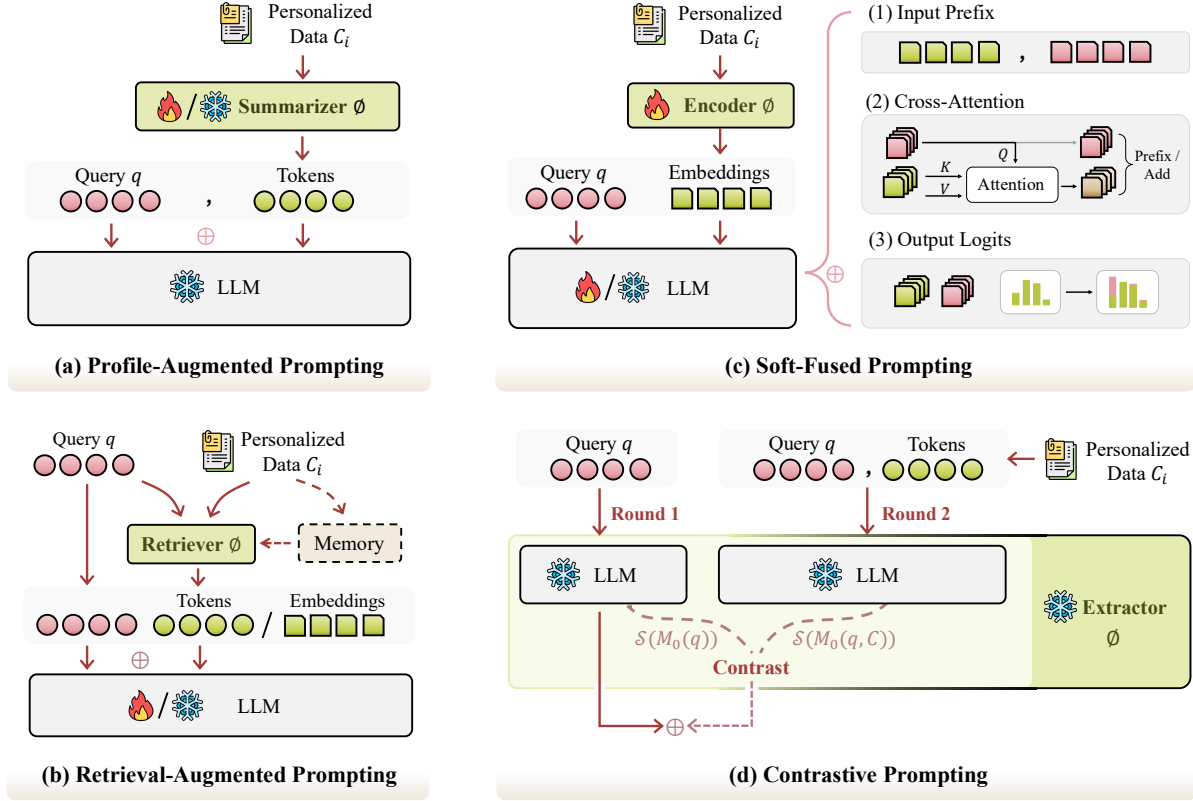 Personalized
Data C_i
/ Summarizer ∅
Query q , Tokens
⊕
LLM
(a) Profile-Augmented Prompting
Query q
Personalized
Data C_i
Retriever ∅
Memory
Tokens / Embeddings
⊕
/ LLM
(b) Retrieval-Augmented Prompting
Personalized
Data C_i
Encoder ∅
Query q
Embeddings
/ LLM
⊕
(1) Input Prefix
,
(2) Cross-Attention
Q
K
V
Attention
Prefix /
Add
(3) Output Logits
(c) Soft-Fused Prompting
Query q
Query q , Tokens
Personalized
Data C_i
Round 1
Round 2
LLM
LLM
Extractor
∅
𝒮(M_0(q))
𝒮(M_0(q, C))
Contrast
⊕
(d) Contrastive Prompting